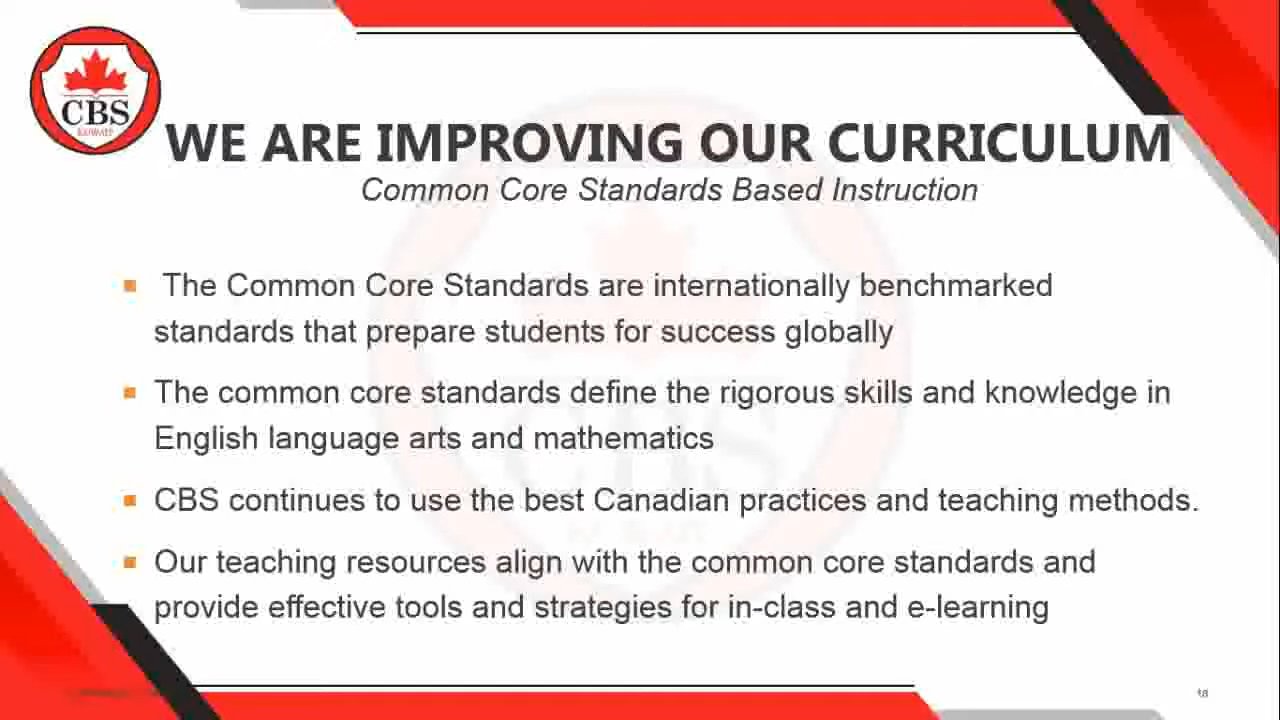 CBS
KUWAIT
WE ARE IMPROVING OUR CURRICULUM
Common Core Standards Based Instruction
The Common Core Standards are internationally benchmarked
standards that prepare students for success globally
The common core standards define the rigorous skills and knowledge in
English language arts and mathematics
CBS continues to use the best Canadian practices and teaching methods.
Our teaching resources align with the common core standards and
provide effective tools and strategies for in-class and e-learning
18